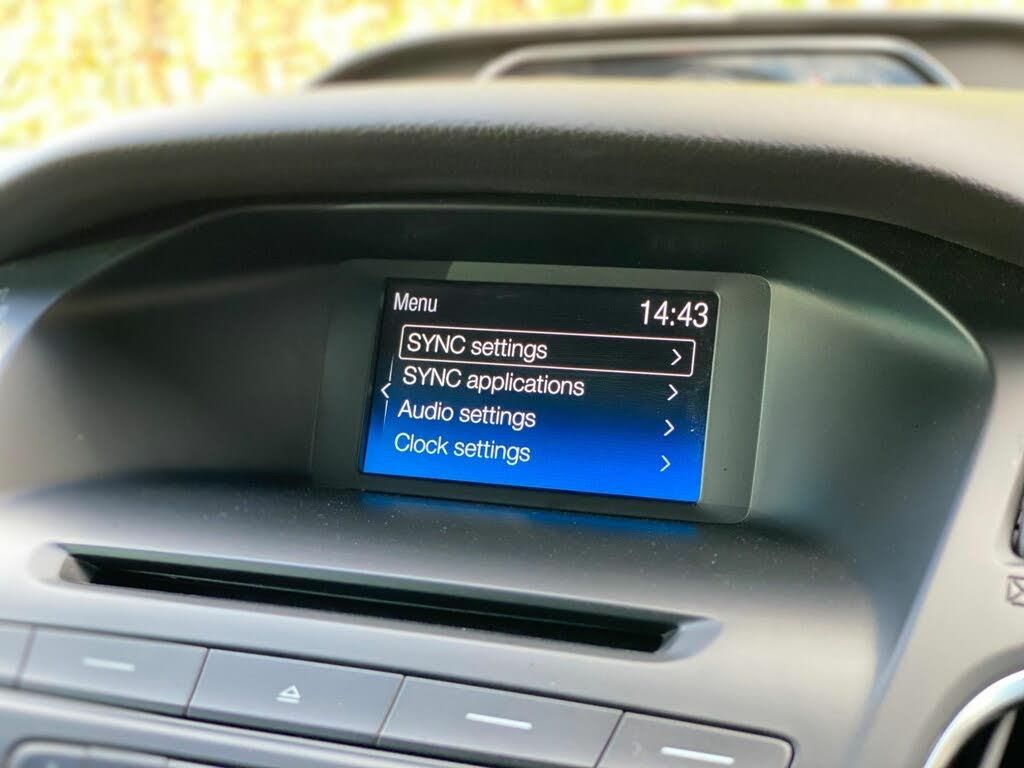 Menu
14:43
SYNC settings
SYNC applications
Audio settings
Clock settings